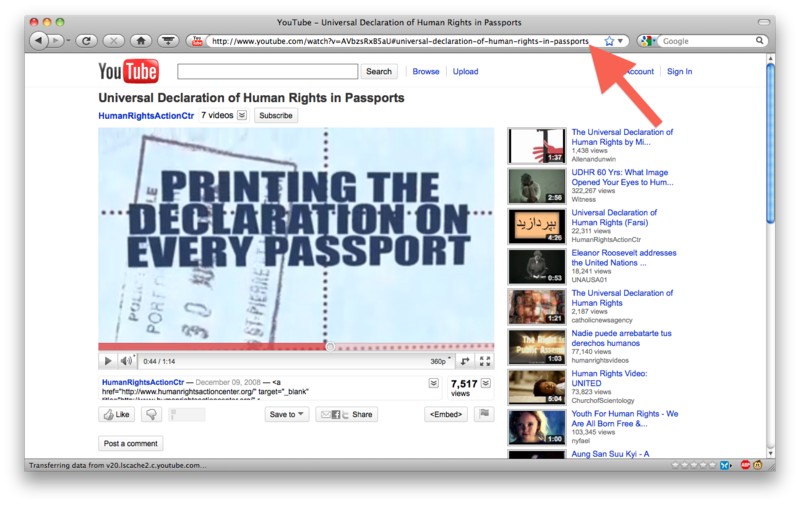 YouTube - Universal Declaration of Human Rights in Passports
http://www.youtube.com/watch?v=AVbzsRxB5aU#universal-declaration-of-human-rights-in-passports
Google
YouTube
Search
Browse
Upload
Account
Sign In
Universal Declaration of Human Rights in Passports
HumanRightsActionCtr 7 videos
Subscribe
PRINTING THE
DECLARATION ON
EVERY PASSPORT
0:44 / 1:14
360p
HumanRightsActionCtr — December 09, 2008 — <a
href="http://www.humanrightsactioncenter.org/" target="_blank"
7,517
views
Like
Save to
Share
<Embed>
Post a comment
1:37
The Universal Declaration of
Human Rights by Mi...
1,438 views
Allenandunwin
2:56
UDHR 60 Yrs: What Image
Opened Your Eyes to Hum...
322,267 views
Witness
بپردازید
4:26
Universal Declaration of
Human Rights (Farsi)
22,311 views
HumanRightsActionCtr
0:53
Eleanor Roosevelt addresses
the United Nations ...
18,241 views
UNAUSA01
1:21
The Universal Declaration of
Human Rights
2,187 views
catholicnewsagency
The Right to
Public Assem
1:03
Nadie puede arrebatarte tus
derechos humanos
77,140 views
humanrightsvideos
5:04
Human Rights Video:
UNITED
73,823 views
ChurchofScientology
1:00
Youth For Human Rights - We
Are All Born Free &...
103,345 views
nyfael
Aung San Suu Kyi - A
Transferring data from v20.lscache2.c.youtube.com...
ABP